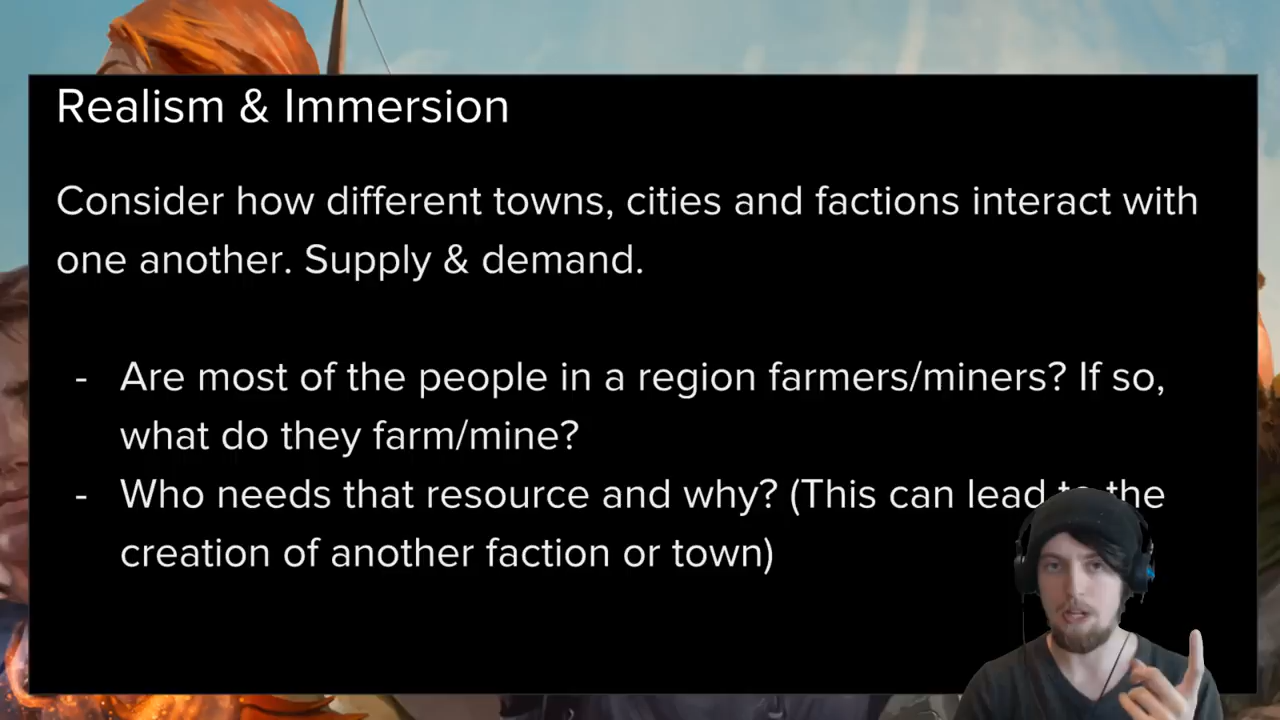 Realism & Immersion
Consider how different towns, cities and factions interact with
one another. Supply & demand.
- Are most of the people in a region farmers/miners? If so,
what do they farm/mine?
- Who needs that resource and why? (This can lead to the
creation of another faction or town)